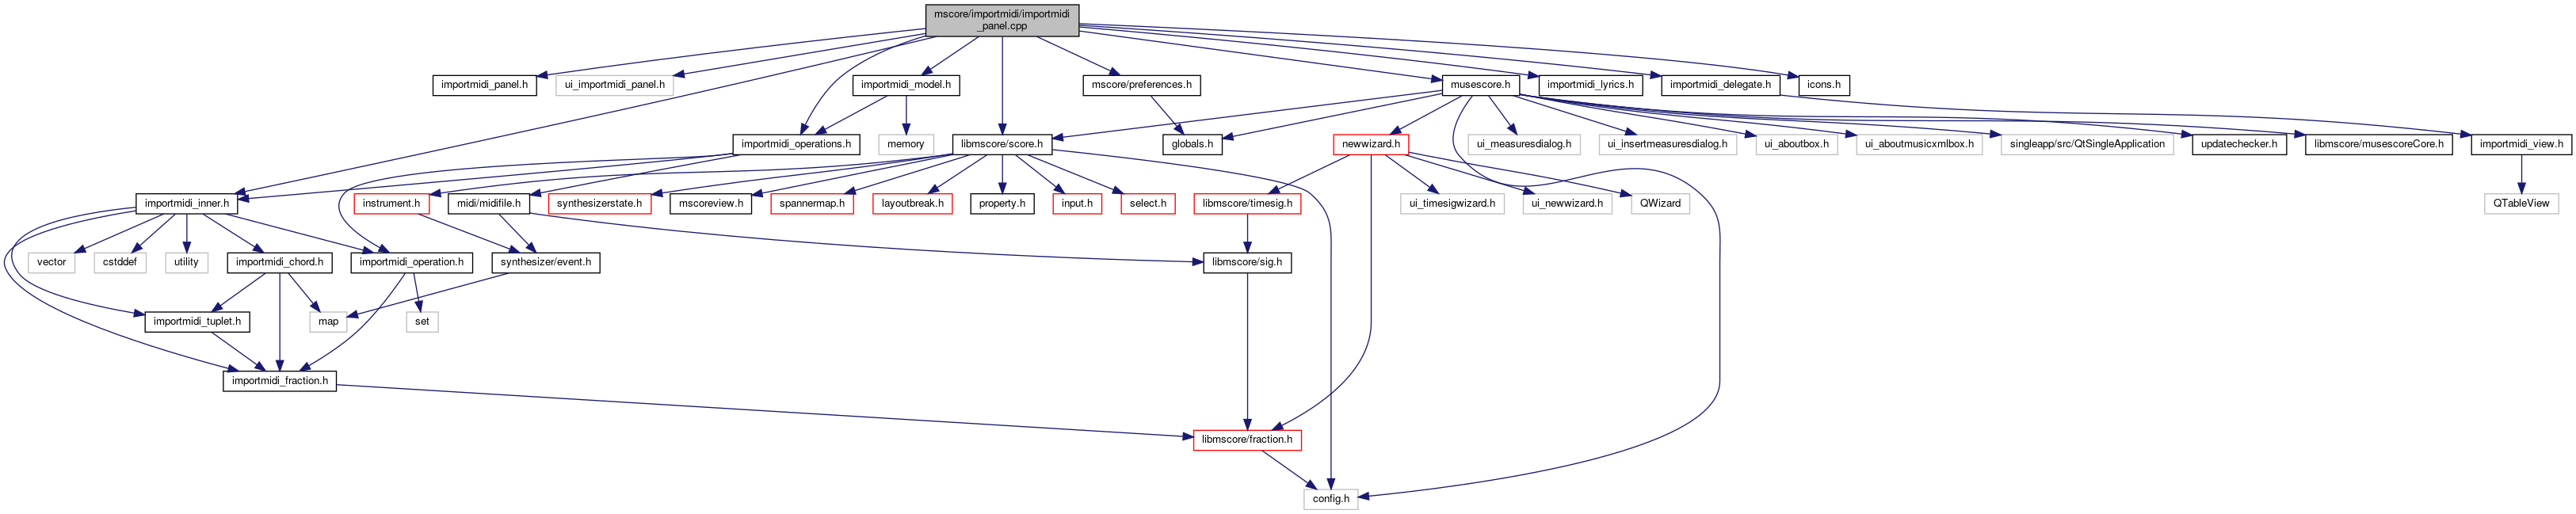 mscore/importmidi/importmidi
_panel.cpp
importmidi_panel.h
ui_importmidi_panel.h
importmidi_model.h
mscore/preferences.h
musescore.h
importmidi_lyrics.h
importmidi_delegate.h
icons.h
importmidi_operations.h
memory
libmscore/score.h
globals.h
newwizard.h
ui_measuresdialog.h
ui_insertmeasuresdialog.h
ui_aboutbox.h
ui_aboutmusicxmlbox.h
singleapp/src/QtSingleApplication
updatechecker.h
libmscore/musescoreCore.h
importmidi_view.h
importmidi_inner.h
instrument.h
midi/midifile.h
synthesizerstate.h
mscoreview.h
spannermap.h
layoutbreak.h
property.h
input.h
select.h
libmscore/timesig.h
ui_timesigwizard.h
ui_newwizard.h
QWizard
QTableView
vector
cstddef
utility
importmidi_chord.h
importmidi_operation.h
synthesizer/event.h
libmscore/sig.h
importmidi_tuplet.h
map
set
importmidi_fraction.h
libmscore/fraction.h
config.h